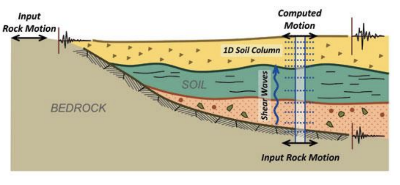 Input
Rock Motion
Computed
Motion
1D Soil Column
SOIL
Shear Waves
BEDROCK
Input Rock Motion